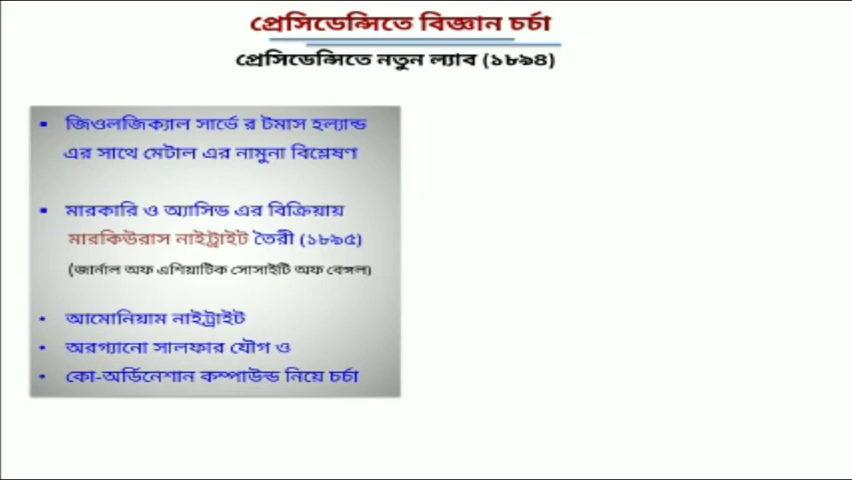 প্রেসিডেন্সিতে বিজ্ঞান চর্চা
প্রেসিডেন্সিতে নতুন ল্যাব (১৮৯৪)
▪ জিওলজিক্যাল সার্ভে র টমাস হল্যান্ড
এর সাথে মেটাল এর নামুনা বিশ্লেষণ
▪ মারকারি ও অ্যাসিড এর বিক্রিয়ায়
মারকিউরাস নাইট্রাইট তৈরী (১৮৯৫)
(জার্নাল অফ এশিয়াটিক সোসাইটি অফ বেঙ্গল)
• আমোনিয়াম নাইট্রাইট
• অরগ্যানো সালফার যৌগ ও
• কো-অর্ডিনেশান কম্পাউন্ড নিয়ে চর্চা